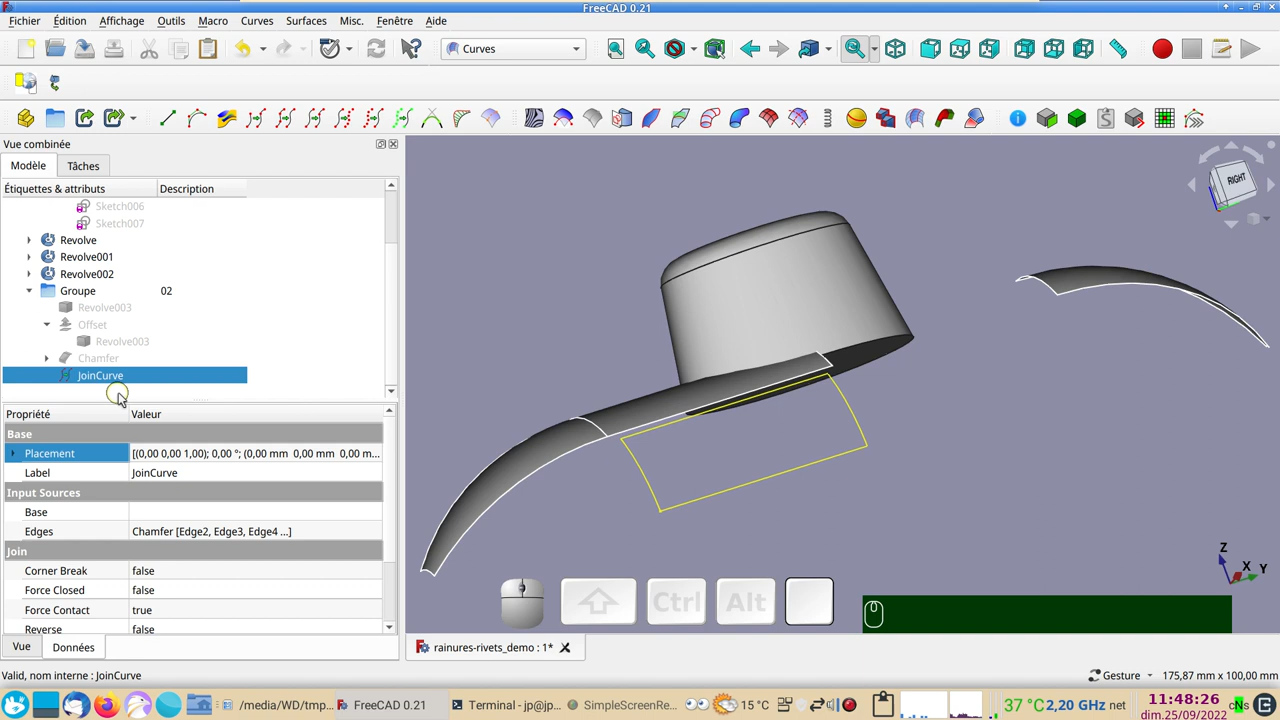 FreeCAD 0.21
Fichier Édition Affichage Outils Macro Curves Surfaces Misc. Fenêtre Aide
Curves
Vue combinée
Modèle Tâches
Étiquettes & attributs Description
Sketch006
Sketch007
Revolve
Revolve001
Revolve002
Groupe 02
Revolve003
Offset
Revolve003
Chamfer
JoinCurve
Propriété Valeur
Base
Placement [(0,00 0,00 1,00); 0,00 °; (0,00 mm 0,00 mm 0,00 m...
Label JoinCurve
Input Sources
Base
Edges Chamfer [Edge2, Edge3, Edge4 ...]
Join
Corner Break false
Force Closed false
Force Contact true
Reverse false
Vue Données
RIGHT
Z
X
Y
Ctrl Alt
rainures-rivets_demo : 1*
Valid, nom interne : JoinCurve
Gesture 175,87 mm x 100,00 mm
/media/WD/tmp... FreeCAD 0.21 Terminal - jp@jp... SimpleScreenRe... 15 °C 37 °C 2,20 GHz net
11:48:26
dim.25/09/2022
cNs